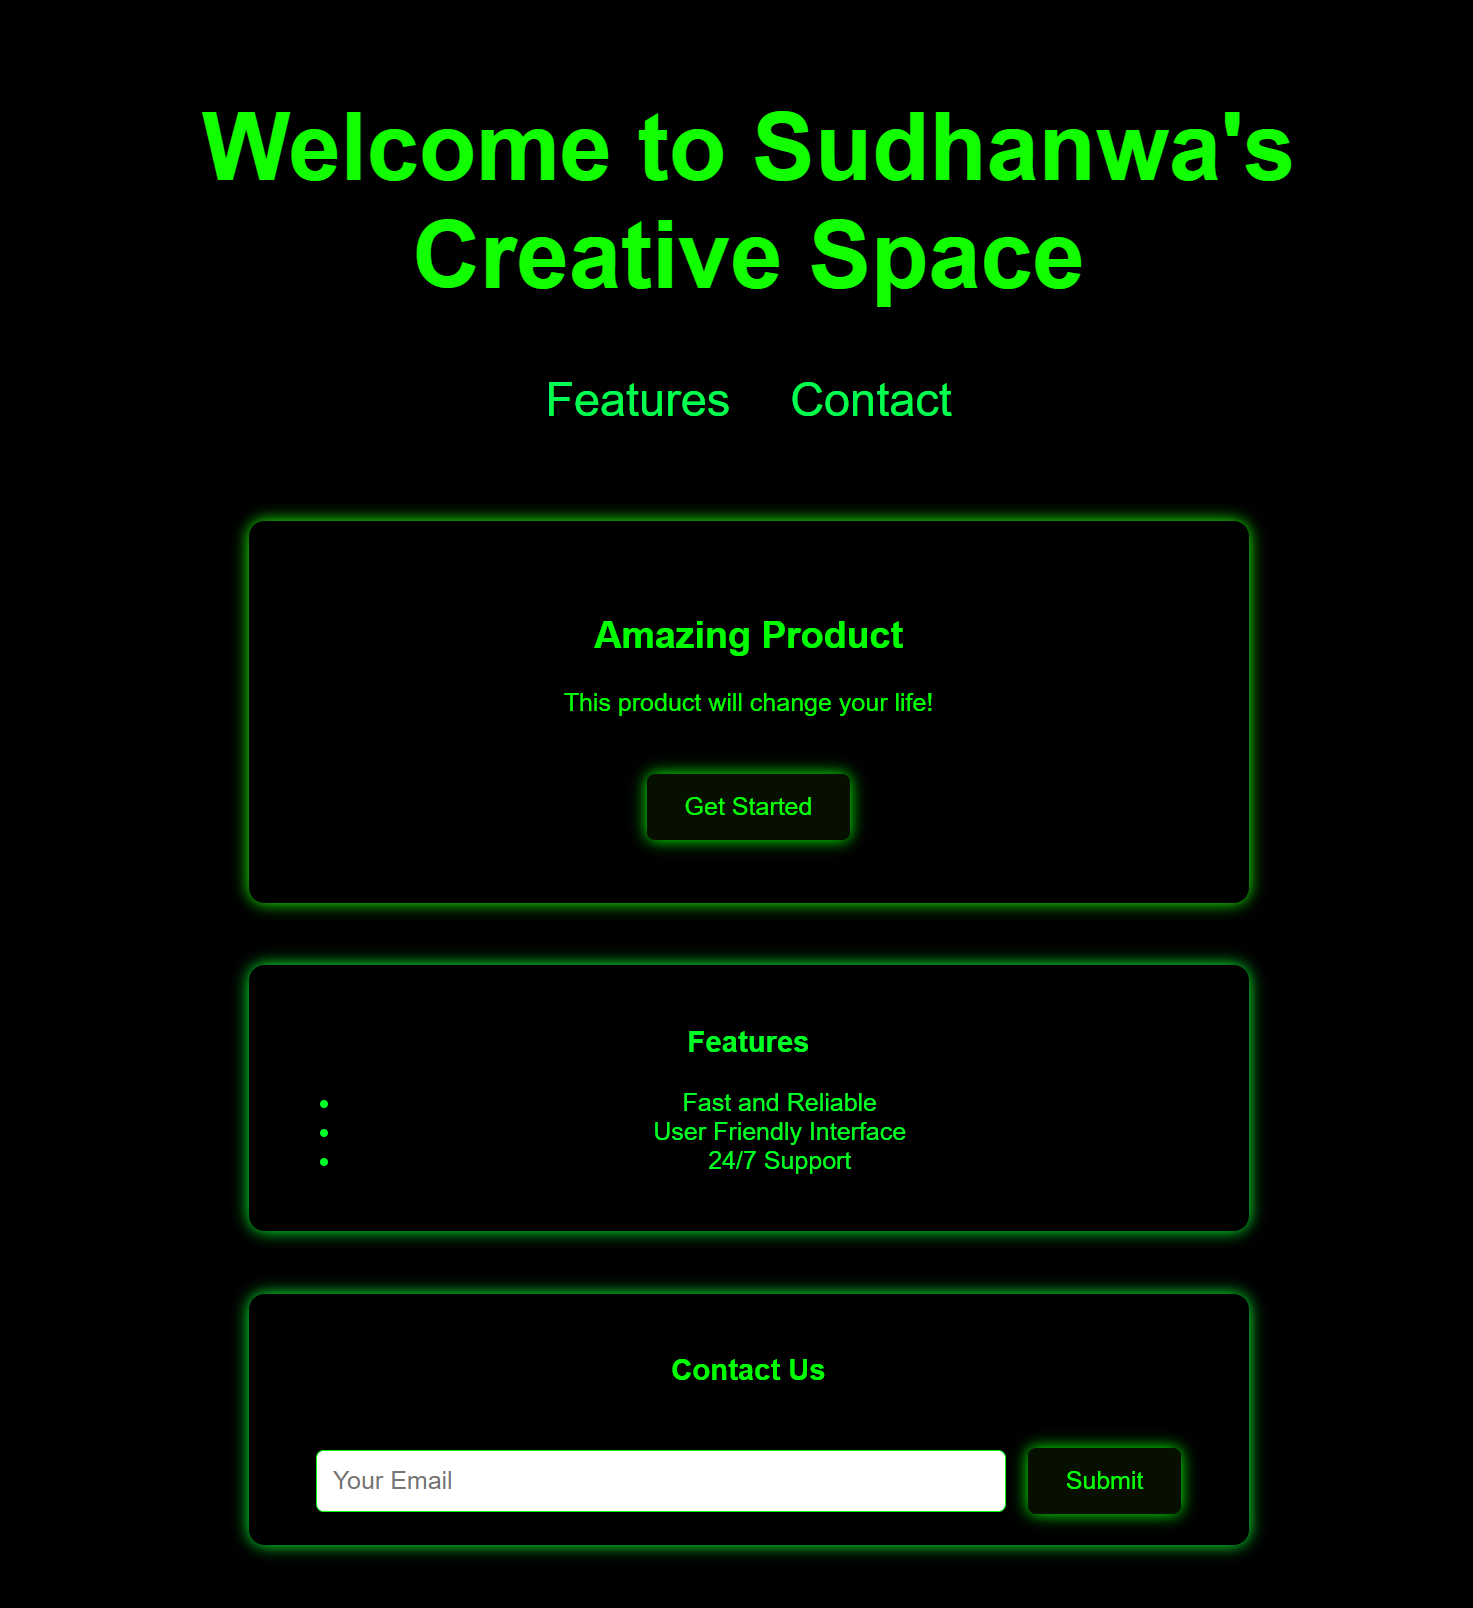 Welcome to Sudhanwa's
Creative Space
Features Contact
Amazing Product
This product will change your life!
Get Started
Features
• Fast and Reliable
• User Friendly Interface
• 24/7 Support
Contact Us
Your Email Submit